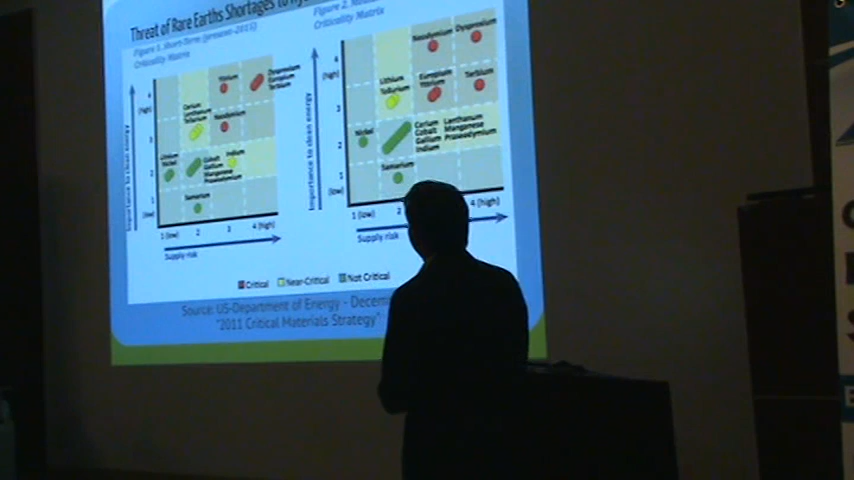 Threat of Rare Earths Shortages to
Figure 1. Short-Term (present-2015)
Criticality Matrix
4
(high)
3
2
1
(low)
Importance to clean energy
Yttrium
Dysprosium
Europium
Terbium
Cerium
Lanthanum
Tellurium
Neodymium
Lithium
Nickel
Cobalt
Gallium
Manganese
Praseodymium
Indium
Samarium
1 (low) 2 3 4 (high)
Supply risk
Figure 2.
Criticality Matrix
4
(high)
3
2
1
(low)
Importance to clean energy
Neodymium
Dysprosium
Lithium
Tellurium
Europium
Yttrium
Terbium
Nickel
Cerium
Cobalt
Gallium
Indium
Lanthanum
Manganese
Praseodymium
Samarium
1 (low) 2 4 (high)
Supply risk
Critical Near-Critical Not Critical
Source: US-Department of Energy -
"2011 Critical Materials Strategy"